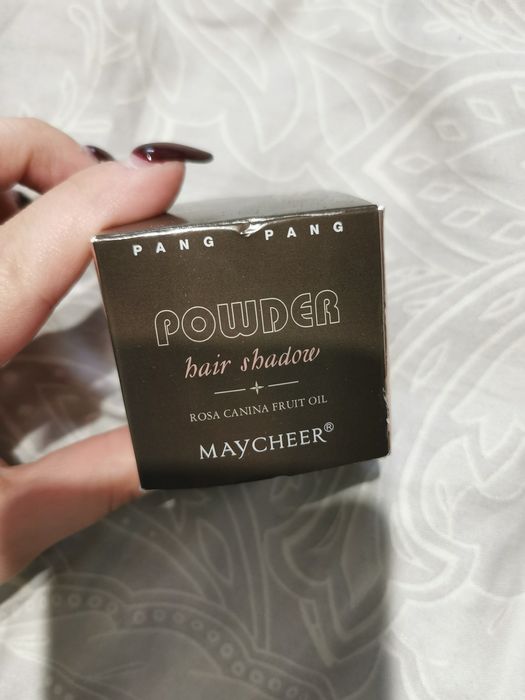 PANG PANG
POWDER
hair shadow
ROSA CANINA FRUIT OIL
MAYCHEER®